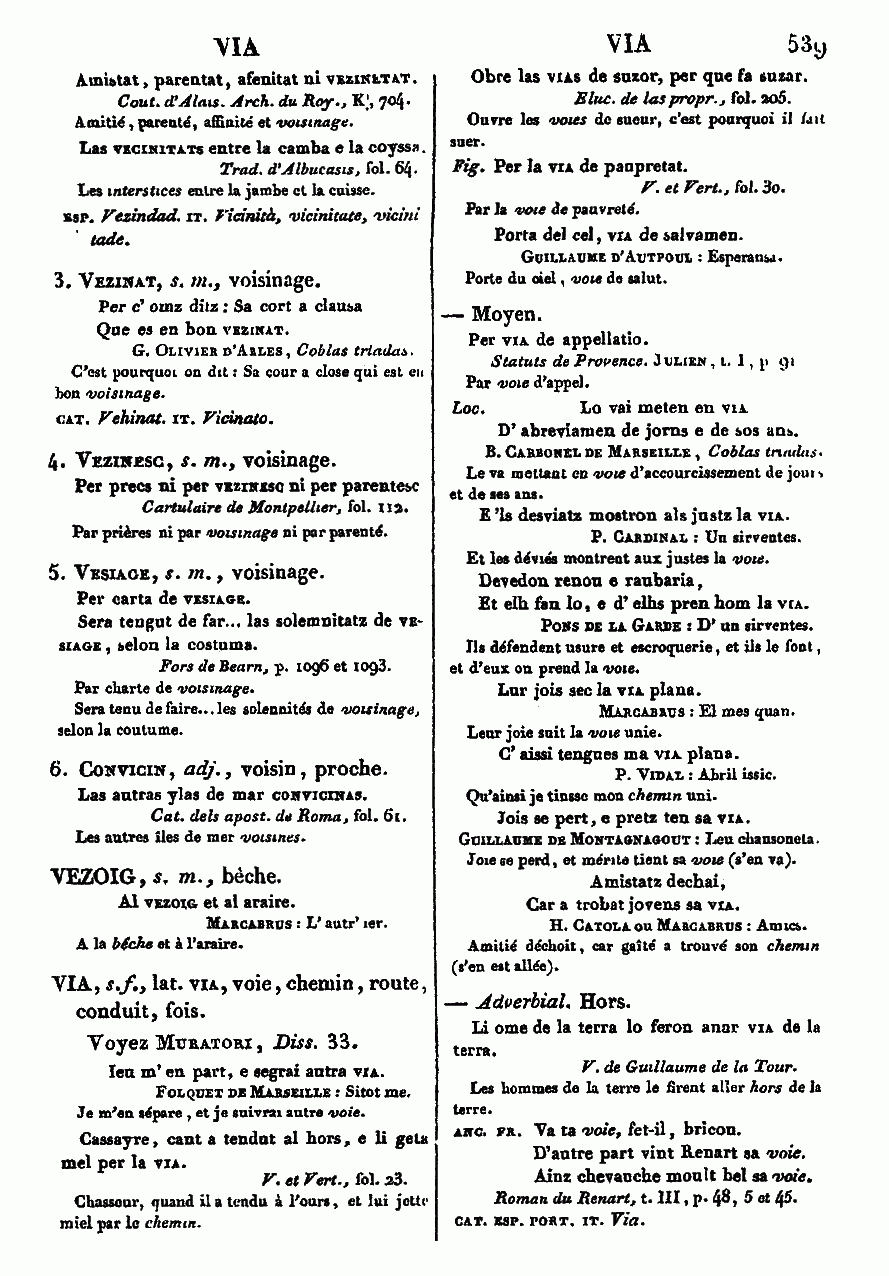 VIA
Amistat, parentat, afenitat ni VEZINETAT.
Cout. d'Alais. Arch. du Roy., K, 704.
Amitié, parenté, affinité et voisinage.
Las VECINITATS entre la camba e la coyssa.
Trad. d'Albucasis, fol. 64.
Les interstices entre la jambe et la cuisse.
ESP. Vezindad. IT. Vicinità, vicinitate, vicini
tade.
3. VEZINAT, s. m., voisinage.
Per c' omz ditz : Sa cort a clausa
Que es en bon VEZINAT.
G. OLIVIER D'ARLES, Coblas triadas.
C'est pourquoi on dit : Sa cour a close qui est en
bon voisinage.
CAT. Vehinat. IT. Vicinato.
4. VEZINESC, s. m., voisinage.
Per precs ni per VEZINESC ni per parentesc
Cartulaire de Montpellier, fol. 112.
Par prières ni par voisinage ni par parenté.
5. VESIAGE, s. m., voisinage.
Per carta de VESIAGE.
Sera tengut de far... las solemnitatz de VE-
SIAGE, selon la costuma.
Fors de Bearn, p. 1096 et 1093.
Par charte de voisinage.
Sera tenu de faire... les solennités de voisinage,
selon la coutume.
6. CONVICIN, adj., voisin, proche.
Las autras ylas de mar CONVICINAS.
Cat. dels apost. de Roma, fol. 61.
Les autres îles de mer voisines.
VEZOIG, s. m., bèche.
Al VEZOIG et al araire.
MARCABRUS : L' autr' ier.
A la bêche et à l'araire.
VIA, s. f., lat. VIA, voie, chemin, route,
conduit, fois.
Voyez MURATORI, Diss. 33.
Ieu m' en part, e segrai autra VIA.
FOLQUET DE MARSEILLE : Sitot me.
Je m'en sépare, et je suivrai autre voie.
Cassayre, cant a tendut al hors, e li geta
mel per la VIA.
V. et Vert., fol. 23.
Chasseur, quand il a tendu à l'ours, et lui jette
miel par le chemin.
VIA 539
Obre las VIAS de suzor, per que fa suzar.
Eluc. de las propr., fol. 205.
Ouvre les voies de sueur, c'est pourquoi il fait
suer.
Fig. Per la VIA de paupretat.
V. et Vert., fol. 30.
Par la voie de pauvreté.
Porta del cel, VIA de salvamen.
GUILLAUME D'AUTPOUL : Esperansa.
Porte du ciel, voie de salut.
— Moyen.
Per VIA de appellatio.
Statuts de Provence. JULIEN, t. I, p 91
Par voie d'appel.
Loc. Lo vai meten en VIA
D' abreviamen de jorns e de sos ans.
B. CARBONEL DE MARSEILLE, Coblas triadas.
Le va mettant en voie d'accourcissement de jours
et de ses ans.
E 'ls desviatz mostron als justz la VIA.
P. CARDINAL : Un sirventes.
Et les déviés montrent aux justes la voie.
Devedon renou e raubaria,
Et elh fan lo, e d' elhs pren hom la VIA.
PONS DE LA GARDE : D' un sirventes.
Ils défendent usure et escroquerie, et ils le font,
et d'eux on prend la voie.
Lur jois sec la VIA plana.
MARCABRUS : El mes quan.
Leur joie suit la voie unie.
C' aissi tengues ma VIA plana.
P. VIDAL : Abril issic.
Qu'ainsi je tinsse mon chemin uni.
Jois se pert, e pretz ten sa VIA.
GUILLAUME DE MONTAGNAGOUT : Leu chansoneta.
Joie se perd, et mérite tient sa voie (s'en va).
Amistatz dechai,
Car a trobat jovens sa VIA.
H. CATOLA OU MARCABRUS : Amics.
Amitié déchoit, car gaîté a trouvé son chemin
(s'en est allée).
— Adverbial. Hors.
Li ome de la terra lo feron anar VIA de la
terra.
V. de Guillaume de la Tour.
Les hommes de la terre le firent aller hors de la
terre.
ANC. FR. Va ta voie, fet-il, bricon.
D'autre part vint Renart sa voie.
Ainz chevauche moult bel sa voie.
Roman du Renart, t. III, p. 48, 5 et 45.
CAT. ESP. PORT. IT. Via.